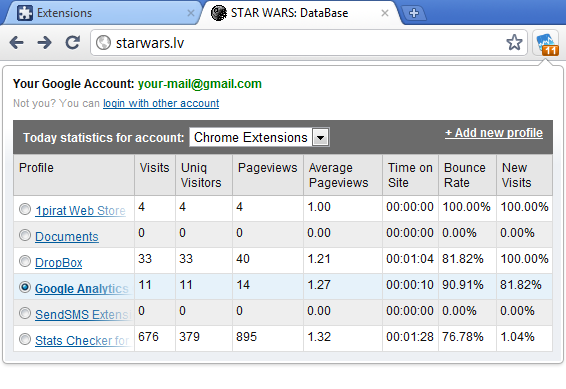 Extensions
STAR WARS: DataBase
starwars.lv
11
Your Google Account: your-mail@gmail.com
Not you? You can login with other account
Today statistics for account: Chrome Extensions
+ Add new profile
Profile Visits Uniq Visitors Pageviews Average Pageviews Time on Site Bounce Rate New Visits
1pirat Web Store 4 4 4 1.00 00:00:00 100.00% 100.00%
Documents 0 0 0 0.00 00:00:00 0.00% 0.00%
DropBox 33 33 40 1.21 00:01:04 81.82% 100.00%
Google Analytics 11 11 14 1.27 00:00:10 90.91% 81.82%
SendSMS Extens 0 0 0 0.00 00:00:00 0.00% 0.00%
Stats Checker for 676 379 895 1.32 00:01:28 76.78% 1.04%